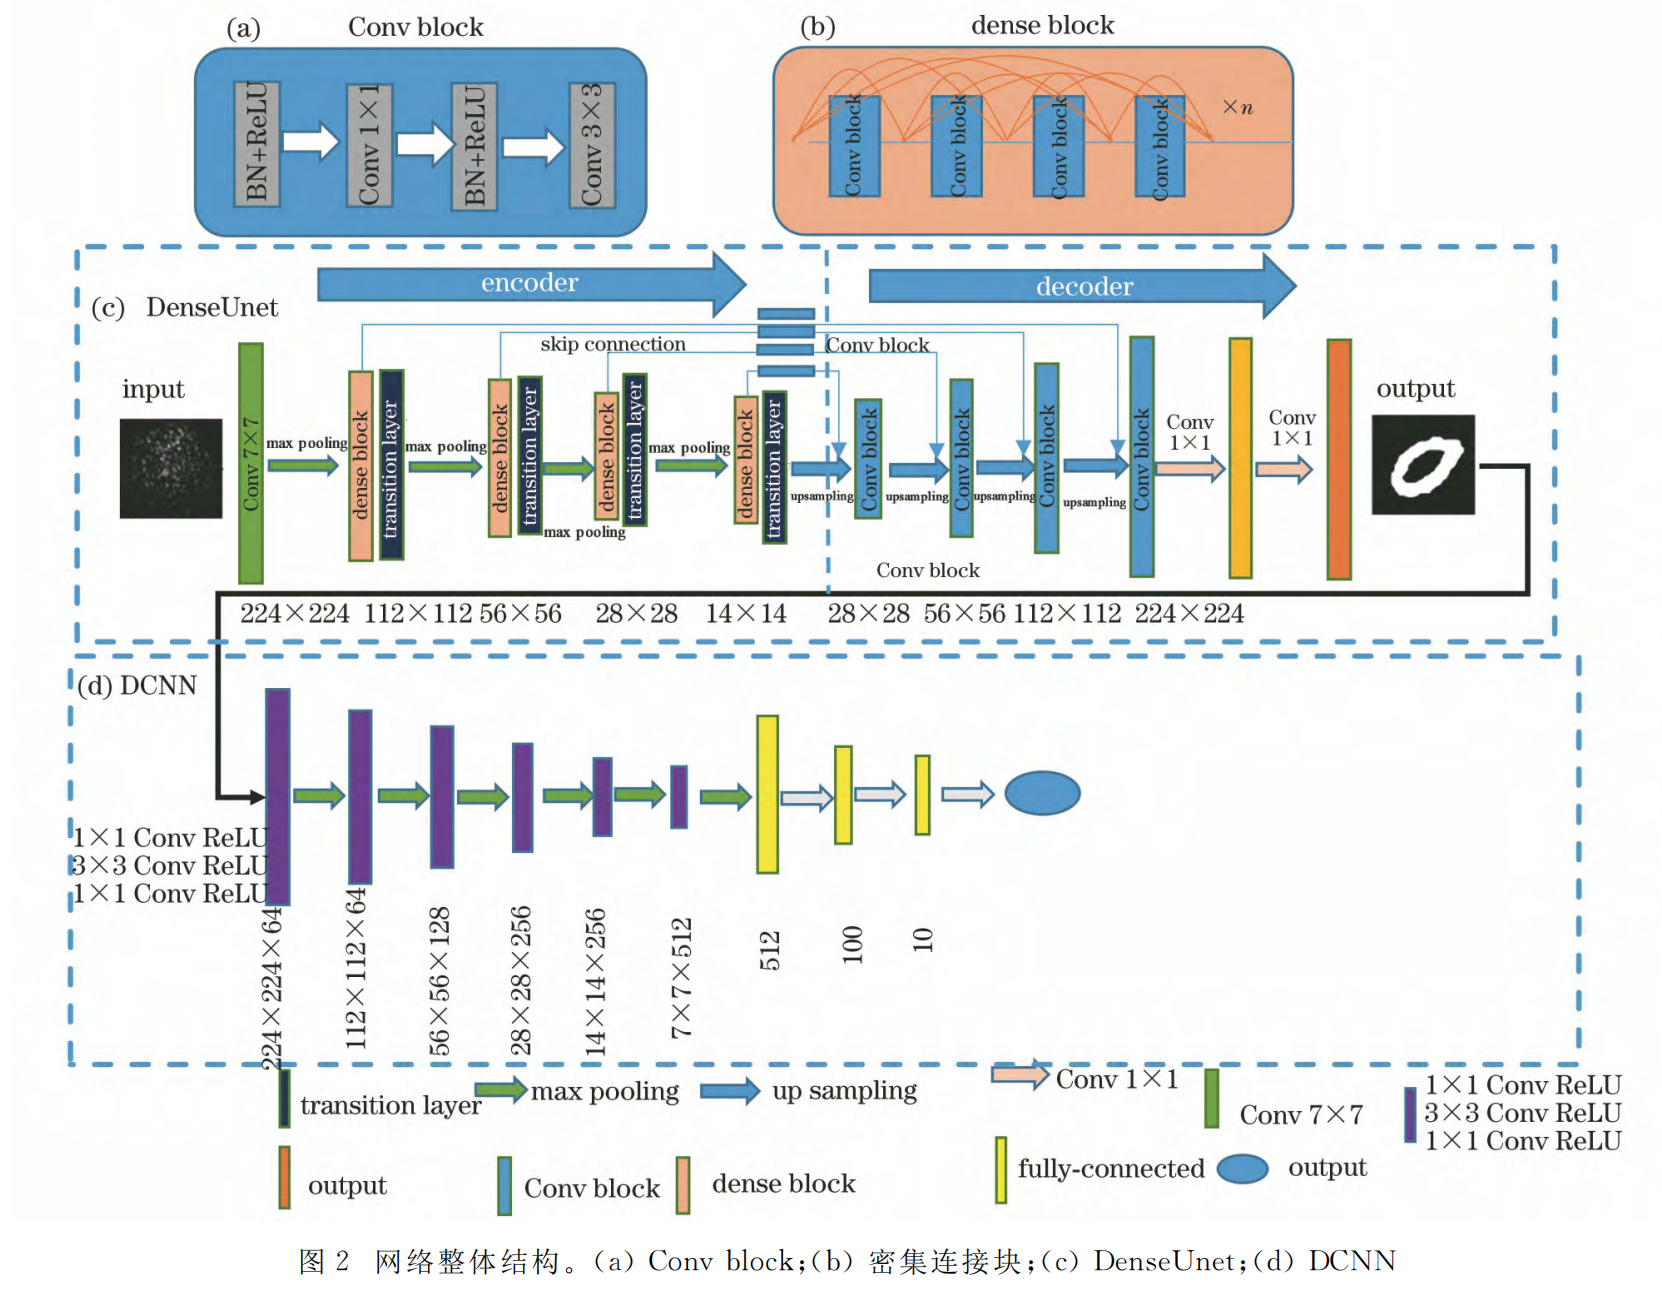 (a) Conv block
BN+ReLU
Conv 1×1
BN+ReLU
Conv 3×3
(b) dense block
Conv block
Conv block
Conv block
Conv block
×n
(c) DenseUnet
encoder
decoder
skip connection
Conv block
input
Conv 7×7
max pooling
dense block
transition layer
max pooling
dense block
transition layer
max pooling
dense block
transition layer
max pooling
dense block
transition layer
upsampling
Conv block
upsampling
Conv block
upsampling
Conv block
upsampling
Conv block
Conv
1×1
Conv
1×1
output
Conv block
224×224 112×112 56×56 28×28 14×14 28×28 56×56 112×112 224×224
(d) DCNN
1×1 Conv ReLU
3×3 Conv ReLU
1×1 Conv ReLU
224×224×64
112×112×64
56×56×128
28×28×256
14×14×256
7×7×512
512
100
10
transition layer
max pooling
up sampling
Conv 1×1
Conv 7×7
1×1 Conv ReLU
3×3 Conv ReLU
1×1 Conv ReLU
output
Conv block
dense block
fully-connected
output
图 2 网络整体结构。(a) Conv block;(b) 密集连接块;(c) DenseUnet;(d) DCNN